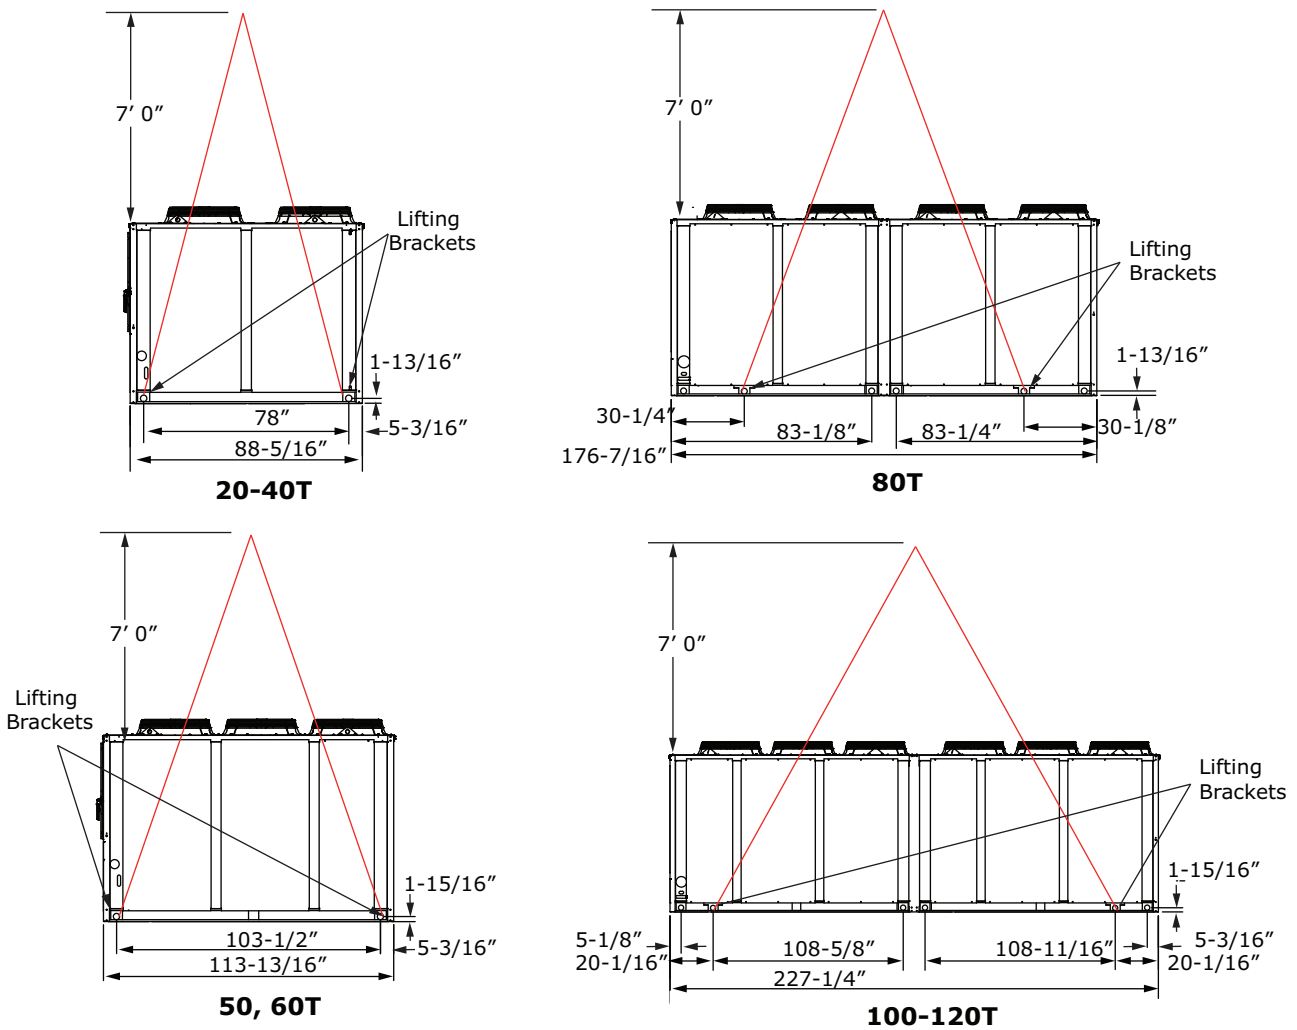 7’ 0”
Lifting
Brackets
1-13/16”
78”
5-3/16”
88-5/16”
20-40T
7’ 0”
Lifting
Brackets
1-13/16”
30-1/4”
83-1/8”
83-1/4”
30-1/8”
176-7/16”
80T
7’ 0”
Lifting
Brackets
1-15/16”
103-1/2”
5-3/16”
113-13/16”
50, 60T
7’ 0”
Lifting
Brackets
1-15/16”
5-1/8”
108-5/8”
108-11/16”
5-3/16”
20-1/16”
20-1/16”
227-1/4”
100-120T